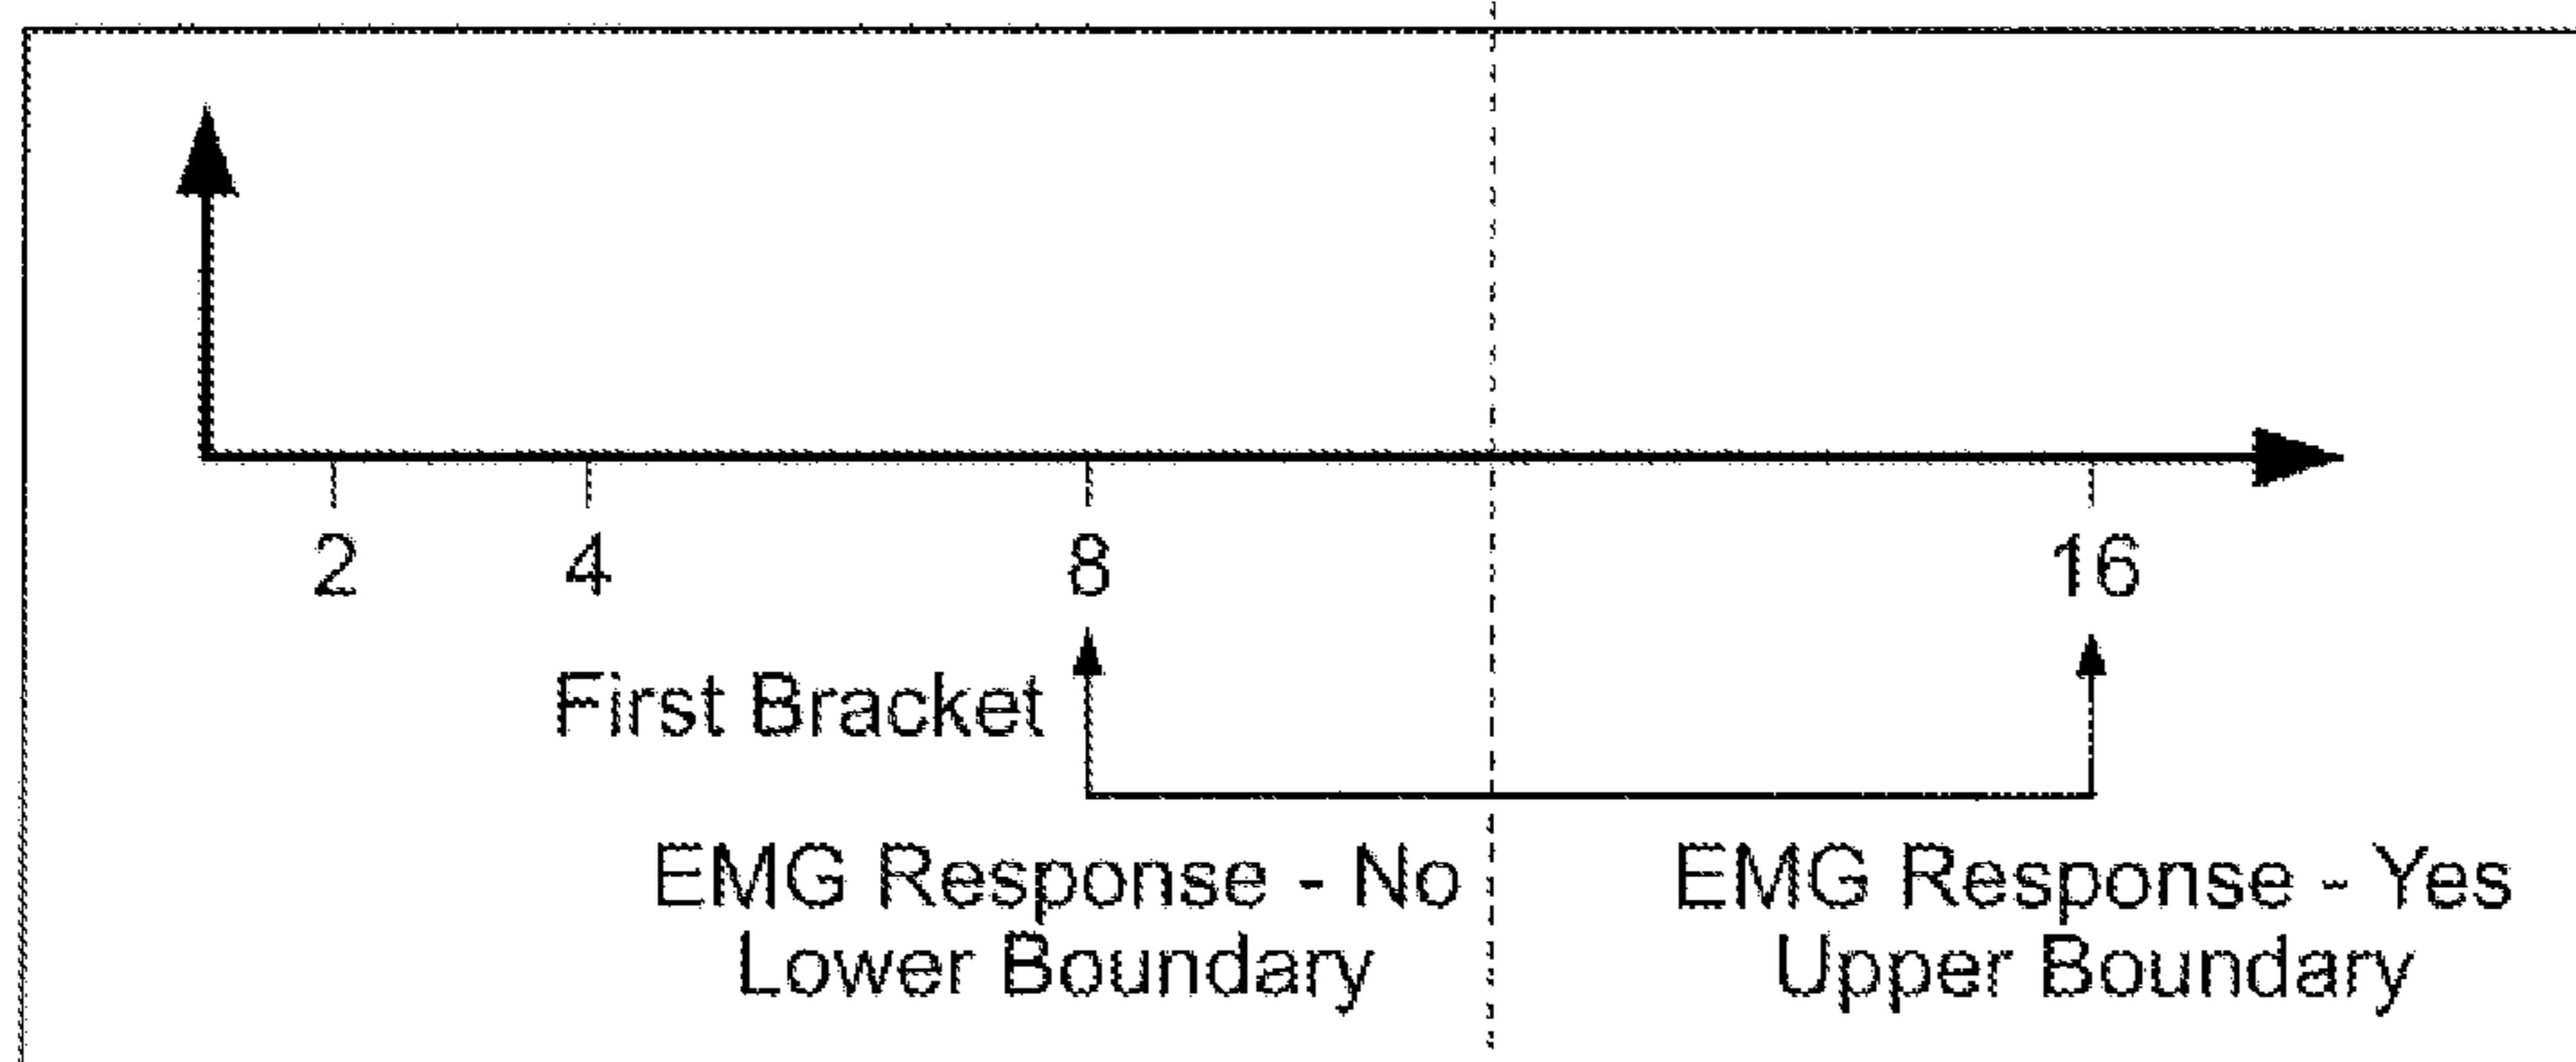 2 4 8 16
First Bracket
EMG Response - No EMG Response - Yes
Lower Boundary Upper Boundary